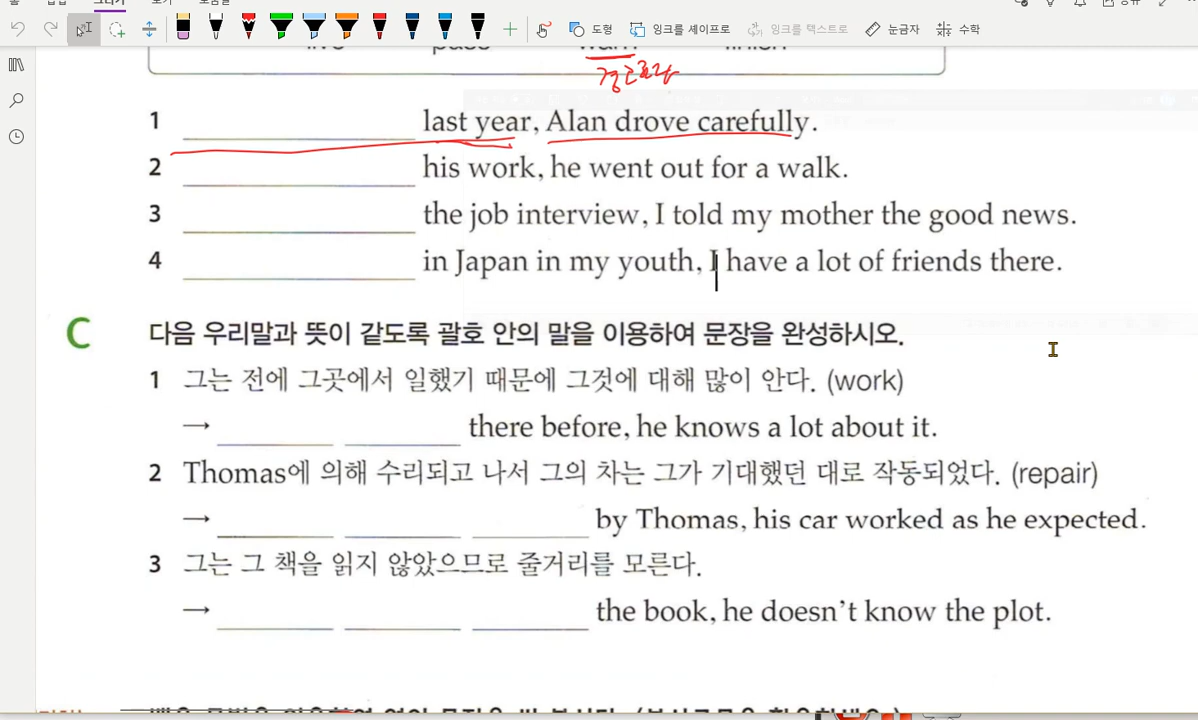 잉크를 셰이프로 잉크를 텍스트로 눈금자 수학
도형
live pass warn finish
경고하다
1 last year, Alan drove carefully.
2 his work, he went out for a walk.
3 the job interview, I told my mother the good news.
4 in Japan in my youth, I have a lot of friends there.
C 다음 우리말과 뜻이 같도록 괄호 안의 말을 이용하여 문장을 완성하시오.
1 그는 전에 그곳에서 일했기 때문에 그것에 대해 많이 안다. (work)
→ there before, he knows a lot about it.
2 Thomas에 의해 수리되고 나서 그의 차는 그가 기대했던 대로 작동되었다. (repair)
→ by Thomas, his car worked as he expected.
3 그는 그 책을 읽지 않았으므로 줄거리를 모른다.
→ the book, he doesn't know the plot.